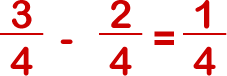 3/4 - 2/4 = 1/4